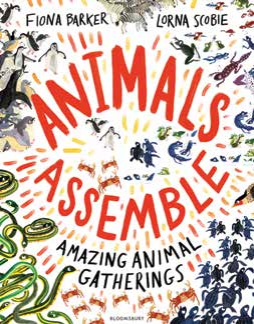 FIONA BARKER LORNA SCOBIE
ANIMALS
ASSEMBLE
AMAZING ANIMAL
GATHERINGS
BLOOMSBURY